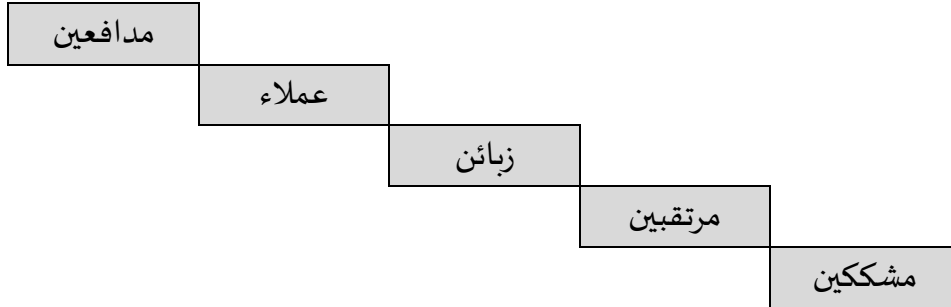 مدافعين
عملاء
زبائن
مرتقبين
مشككين